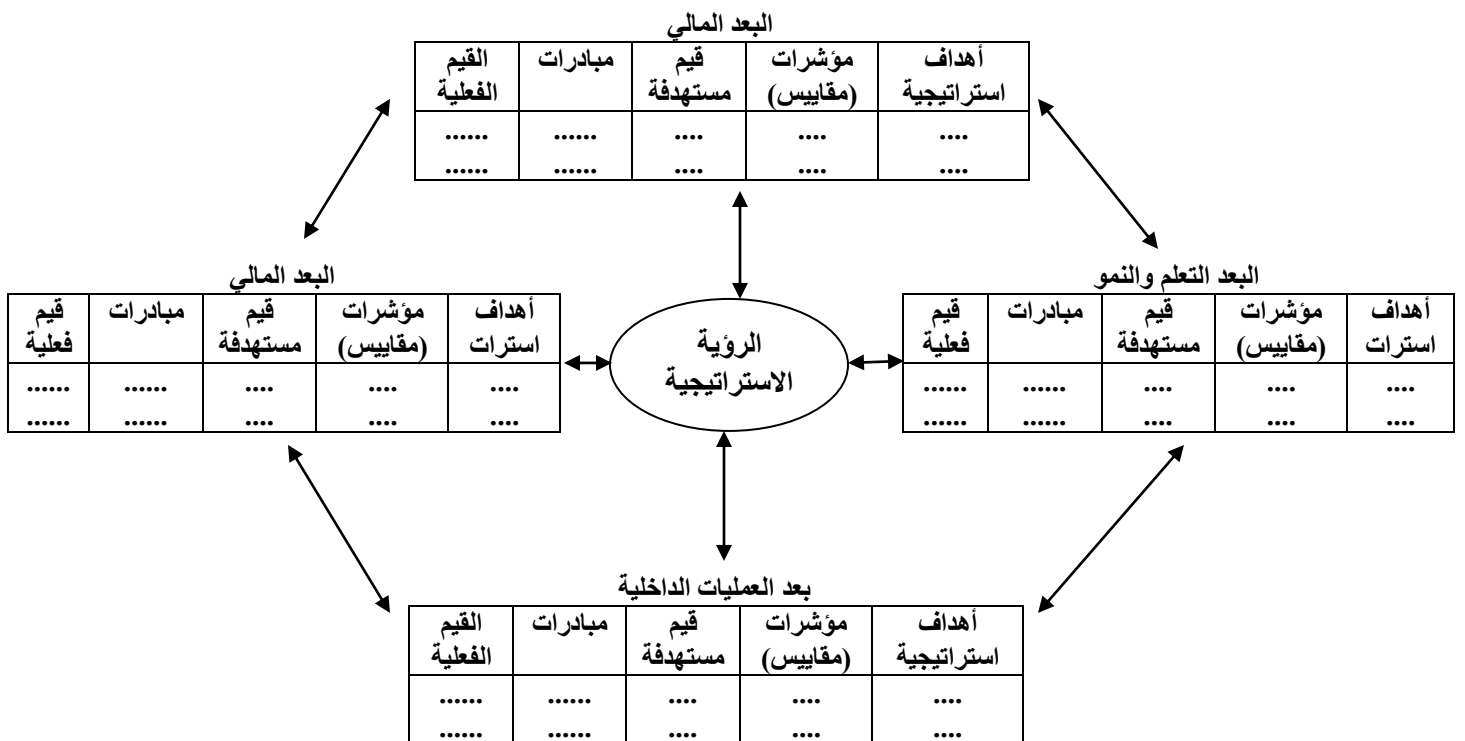 البعد المالي
أهداف مؤشرات قيم مبادرات القيم
استراتيجية (مقاييس) مستهدفة الفعلية
.... .... .... ...... ......
.... .... .... ...... ......
البعد التعلم والنمو
أهداف مؤشرات قيم مبادرات قيم
استرات (مقاييس) مستهدفة فعلية
.... .... .... ...... ......
.... .... .... ...... ......
الرؤية
الاستراتيجية
البعد المالي
أهداف مؤشرات قيم مبادرات قيم
استرات (مقاييس) مستهدفة فعلية
.... .... .... ...... ......
.... .... .... ...... ......
بعد العمليات الداخلية
أهداف مؤشرات قيم مبادرات القيم
استراتيجية (مقاييس) مستهدفة الفعلية
.... .... .... ...... ......
.... .... .... ...... ......